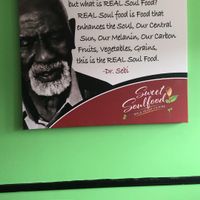 but what is REAL Soul Food?
REAL Soul food is Food that
enhances the Soul, Our Central
Sun, Our Melanin, Our Carbon
Fruits, Vegetables, Grains,
this is the REAL Soul Food.
-Dr. Sebi
Sweet
Soulfood